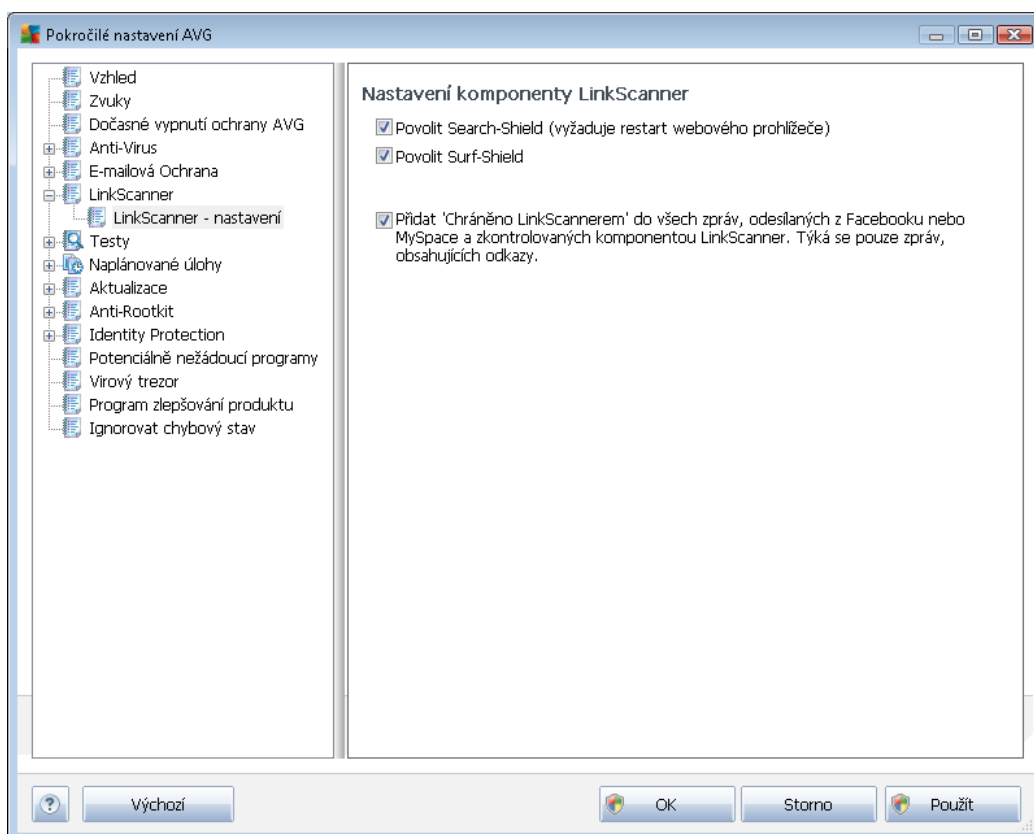 Pokročilé nastavení AVG
Vzhled
Zvuky
Dočasné vypnutí ochrany AVG
Anti-Virus
E-mailová Ochrana
LinkScanner
LinkScanner - nastavení
Testy
Naplánované úlohy
Aktualizace
Anti-Rootkit
Identity Protection
Potenciálně nežádoucí programy
Virový trezor
Program zlepšování produktu
Ignorovat chybový stav
Nastavení komponenty LinkScanner
Povolit Search-Shield (vyžaduje restart webového prohlížeče)
Povolit Surf-Shield
Přidat 'Chráněno LinkScannerem' do všech zpráv, odesílaných z Facebooku nebo
MySpace a zkontrolovaných komponentou LinkScanner. Týká se pouze zpráv,
obsahujících odkazy.
?
Výchozí
OK
Storno
Použít